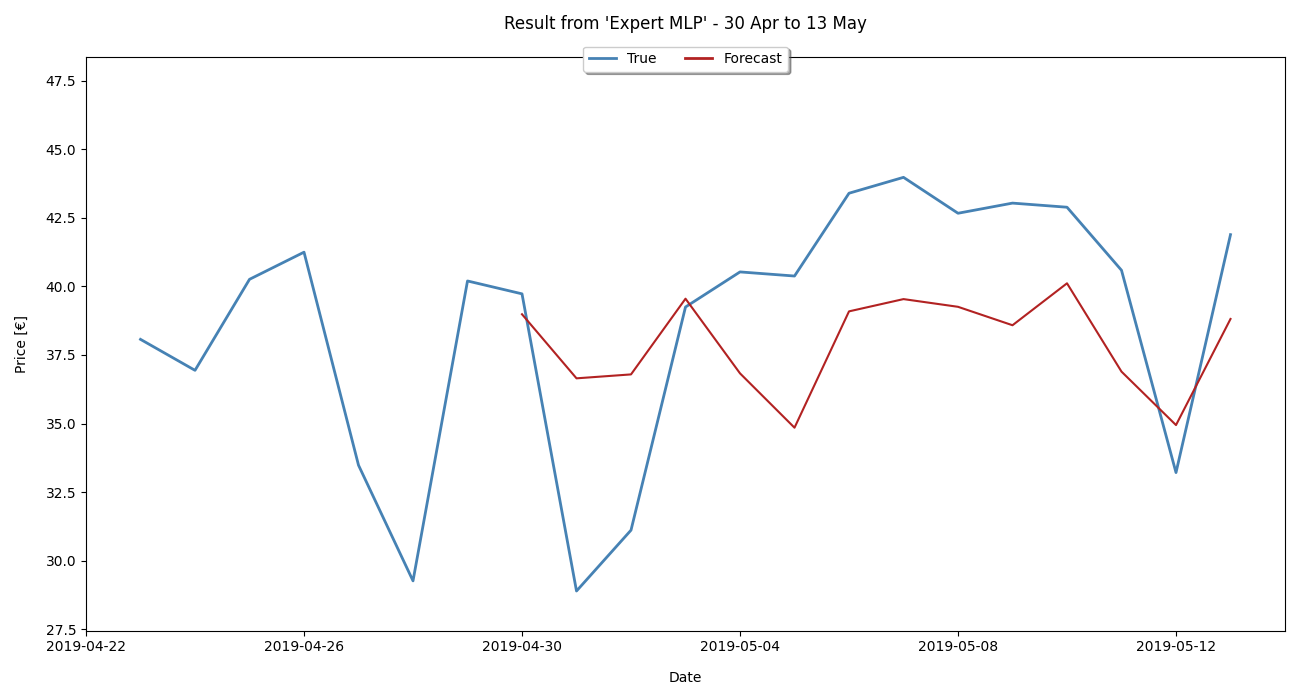 Result from 'Expert MLP' - 30 Apr to 13 May
True Forecast
47.5
45.0
42.5
40.0
37.5
35.0
32.5
30.0
27.5
Price [€]
2019-04-22 2019-04-26 2019-04-30 2019-05-04 2019-05-08 2019-05-12
Date